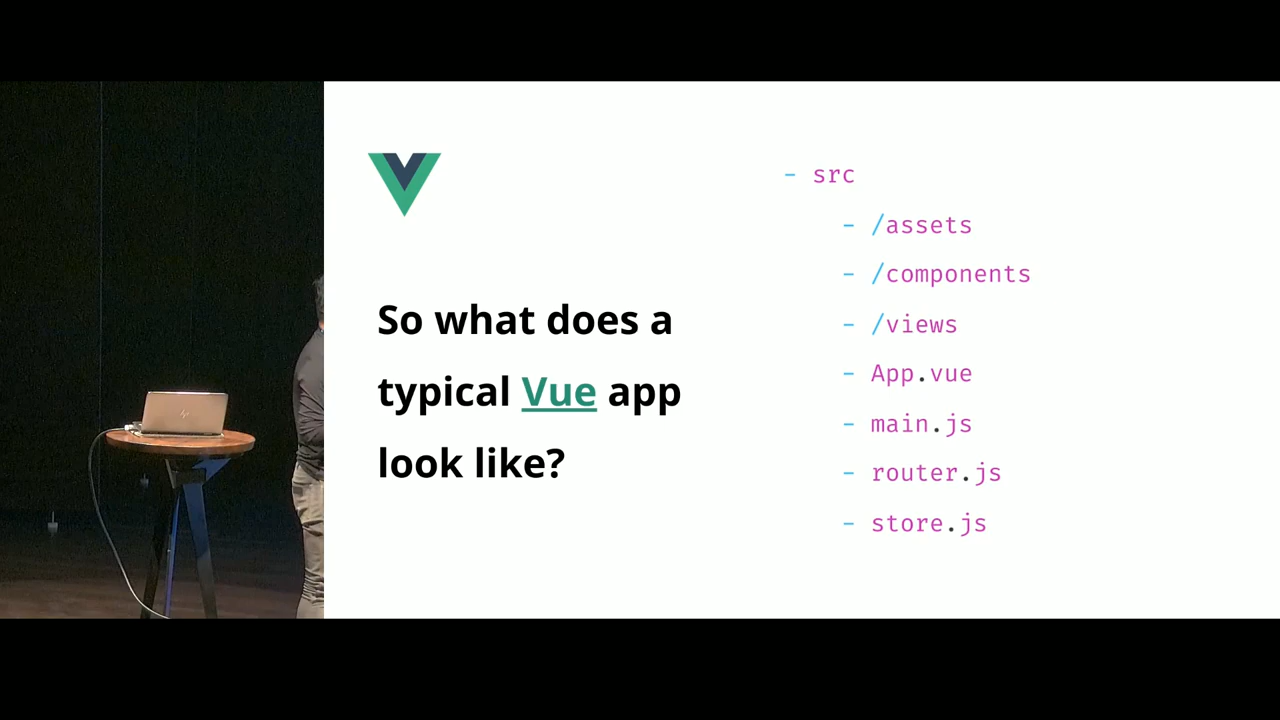 So what does a
typical Vue app
look like?
- src
- /assets
- /components
- /views
- App.vue
- main.js
- router.js
- store.js